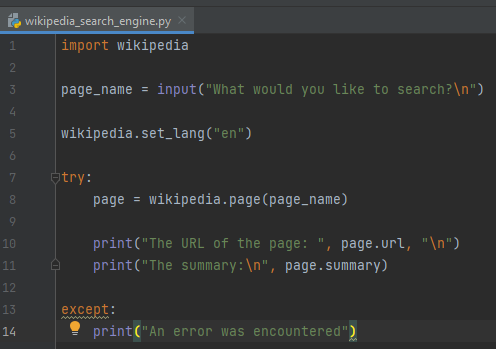 wikipedia_search_engine.py
1 import wikipedia
2
3 page_name = input("What would you like to search?\n")
4
5 wikipedia.set_lang("en")
6
7 try:
8     page = wikipedia.page(page_name)
9
10     print("The URL of the page: ", page.url, "\n")
11     print("The summary:\n", page.summary)
12
13 except:
14     print("An error was encountered")